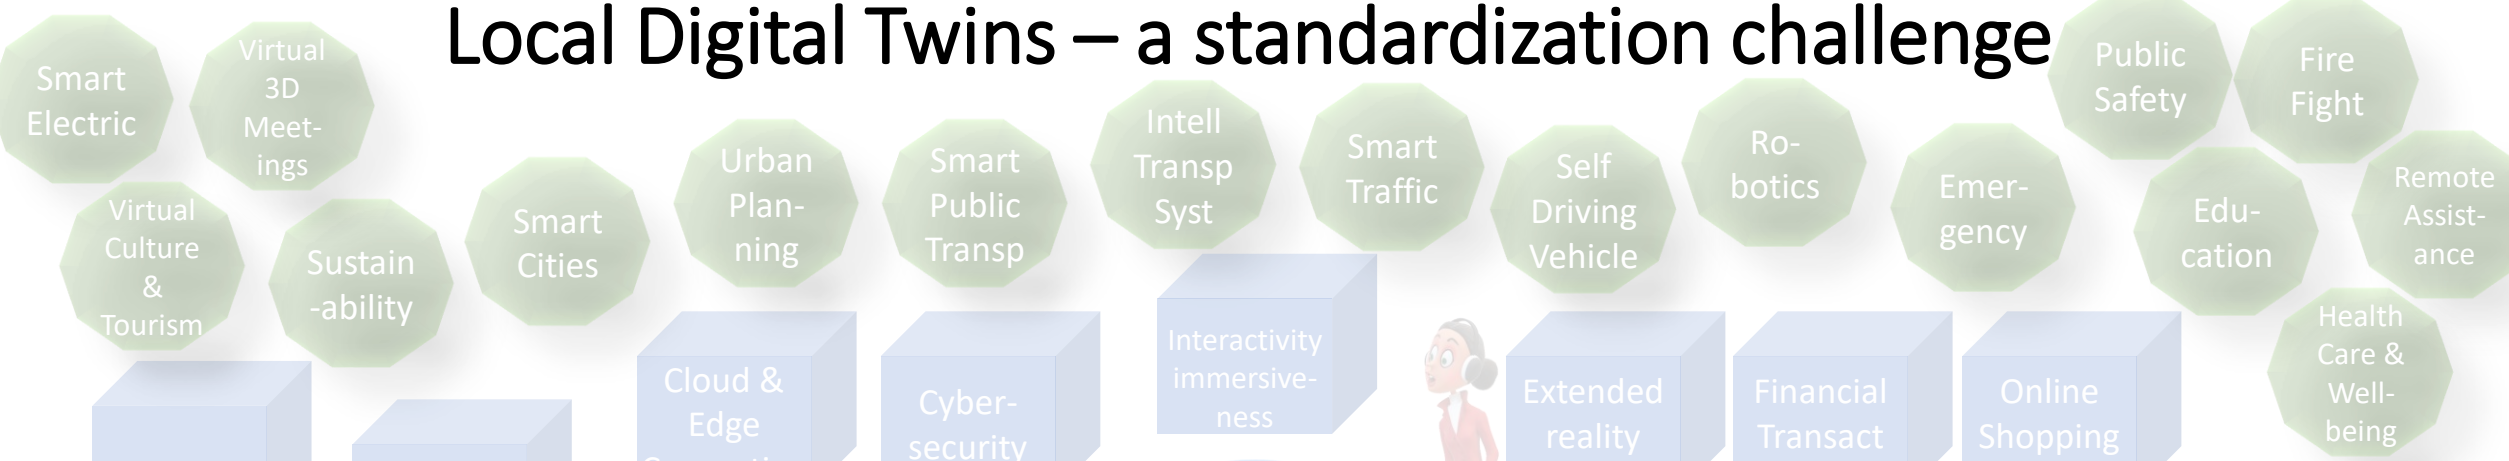 Local Digital Twins – a standardization challenge
Smart
Electric
Virtual
3D
Meet-
ings
Virtual
Culture
&
Tourism
Sustain
-ability
Smart
Cities
Urban
Plan-
ning
Smart
Public
Transp
Intell
Transp
Syst
Smart
Traffic
Self
Driving
Vehicle
Ro-
botics
Emer-
gency
Public
Safety
Fire
Fight
Edu-
cation
Remote
Assist-
ance
Health
Care &
Well-
being
Cloud &
Edge
Cyber-
security
Interactivity
immersive-
ness
Extended
reality
Financial
Transact
Online
Shopping